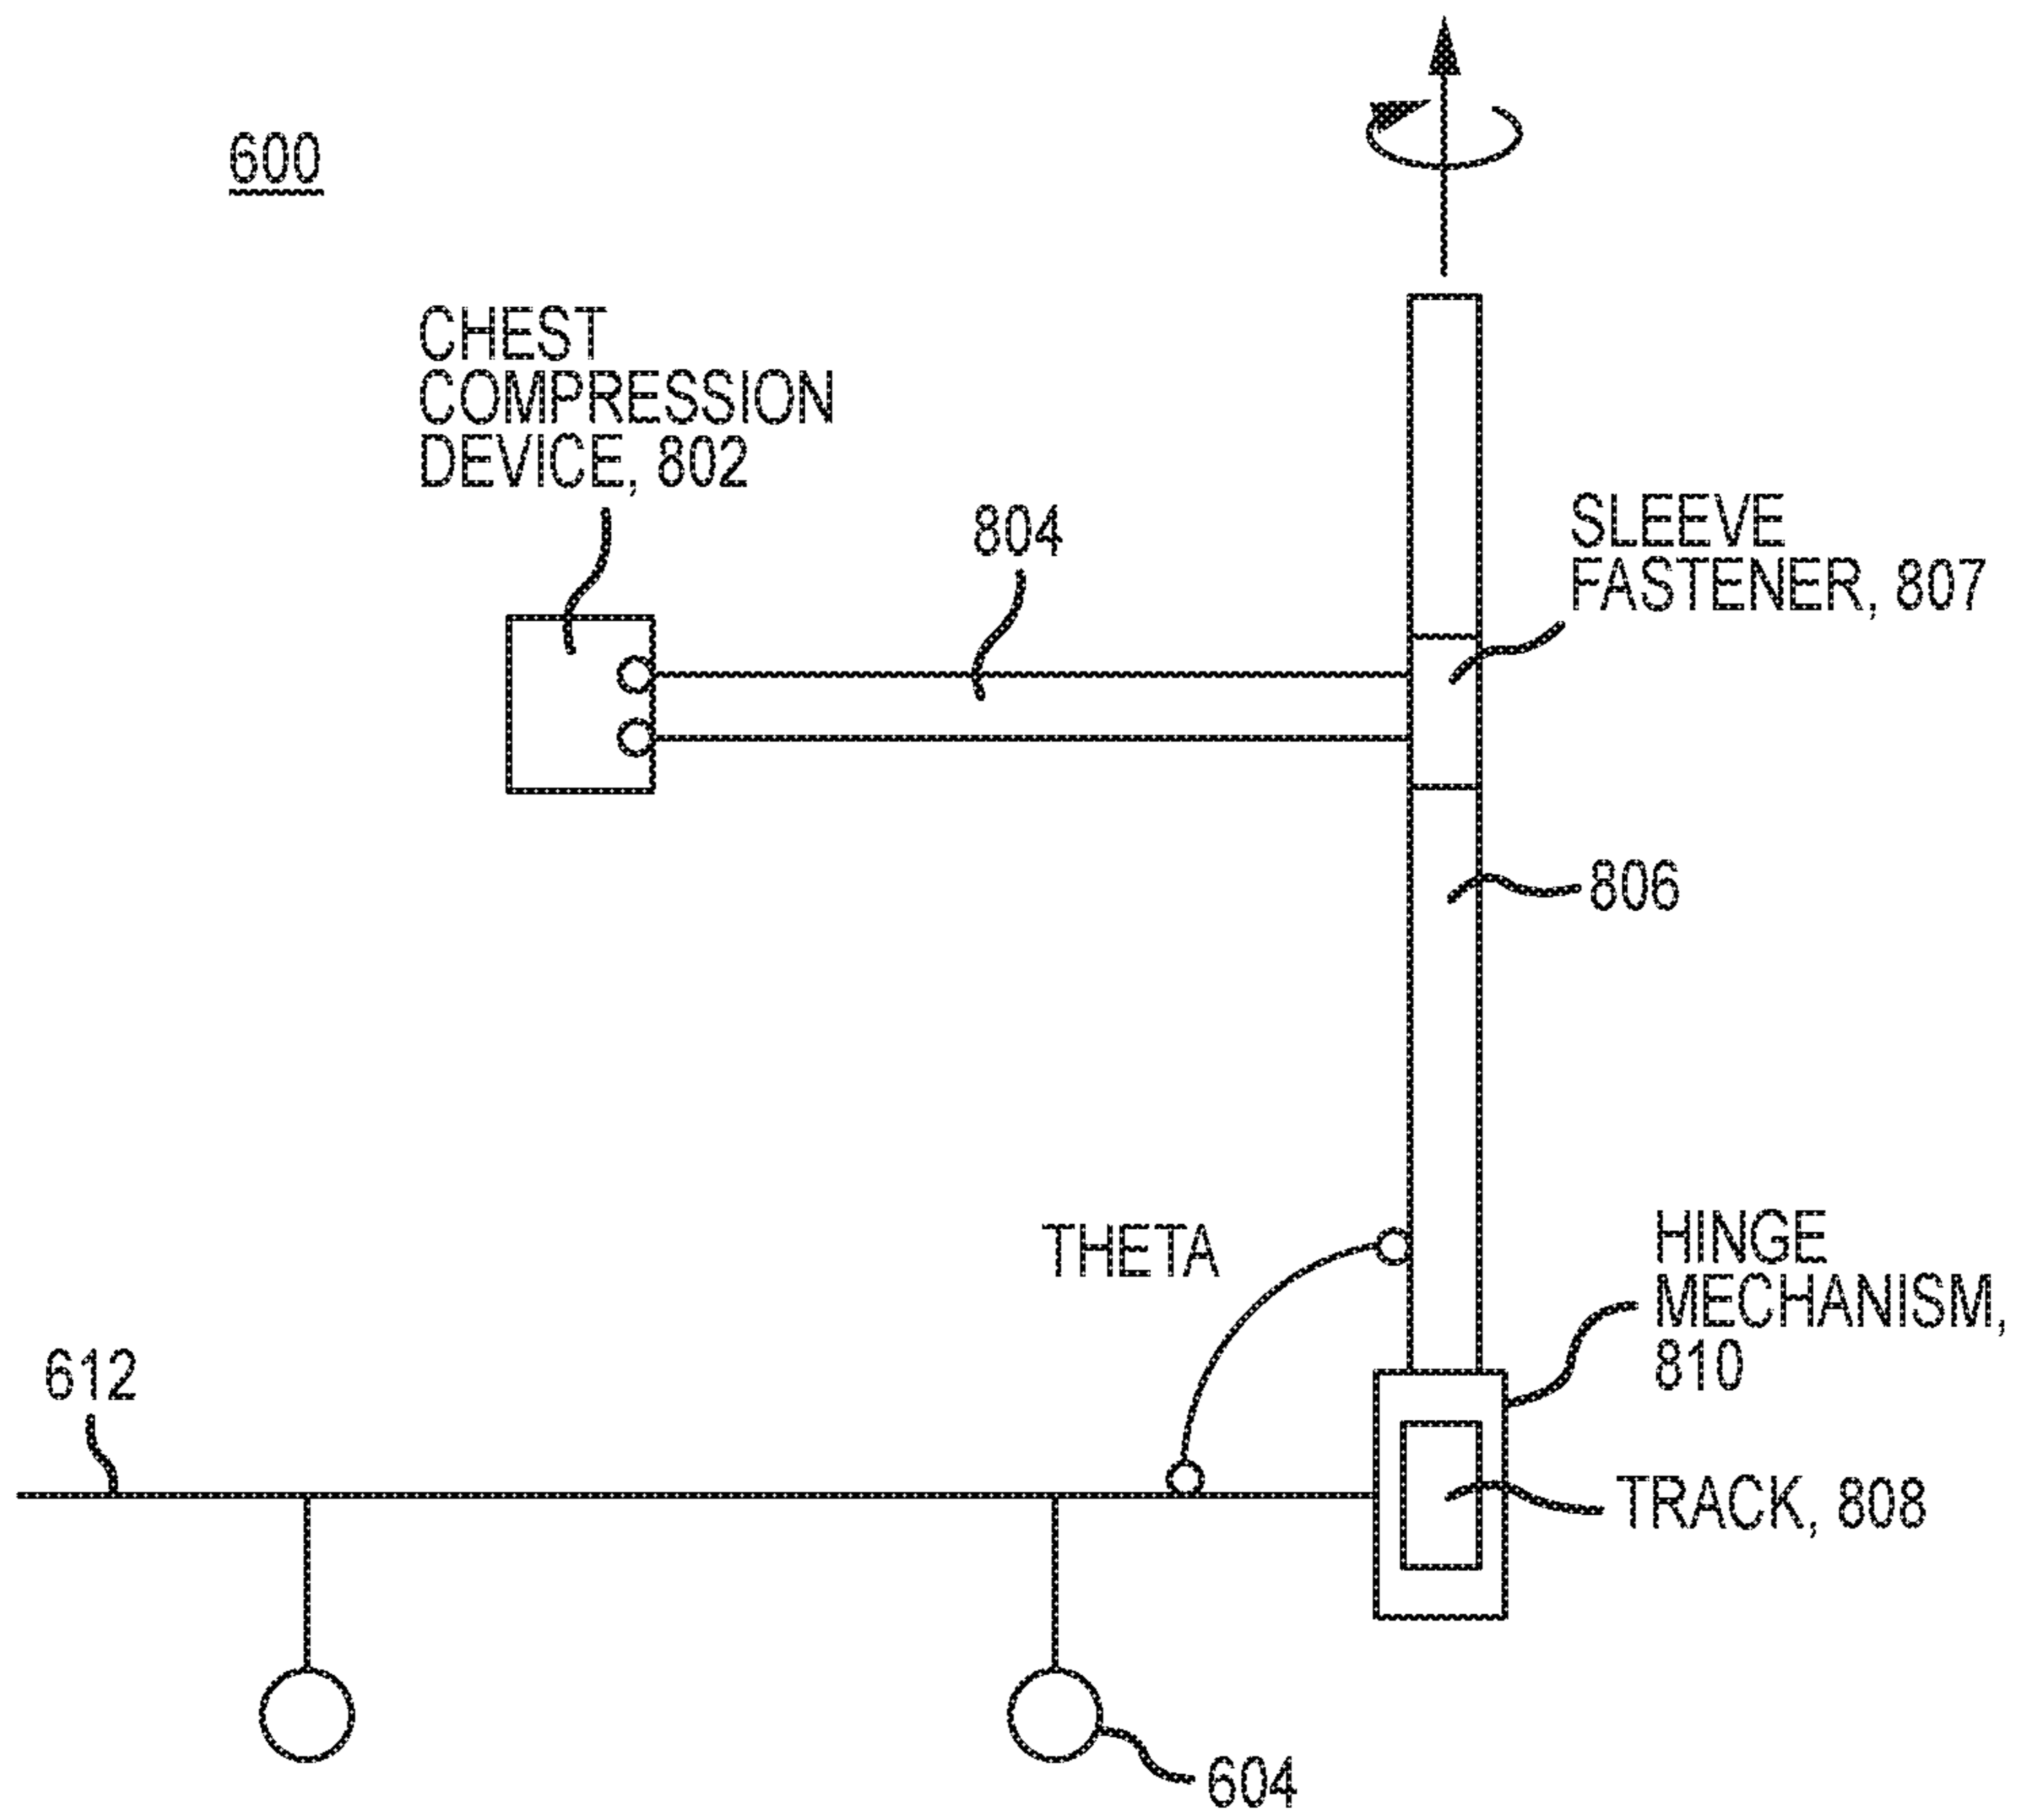 600
CHEST
COMPRESSION
DEVICE, 802
804
SLEEVE
FASTENER, 807
806
THETA
HINGE
MECHANISM,
810
612
TRACK, 808
604